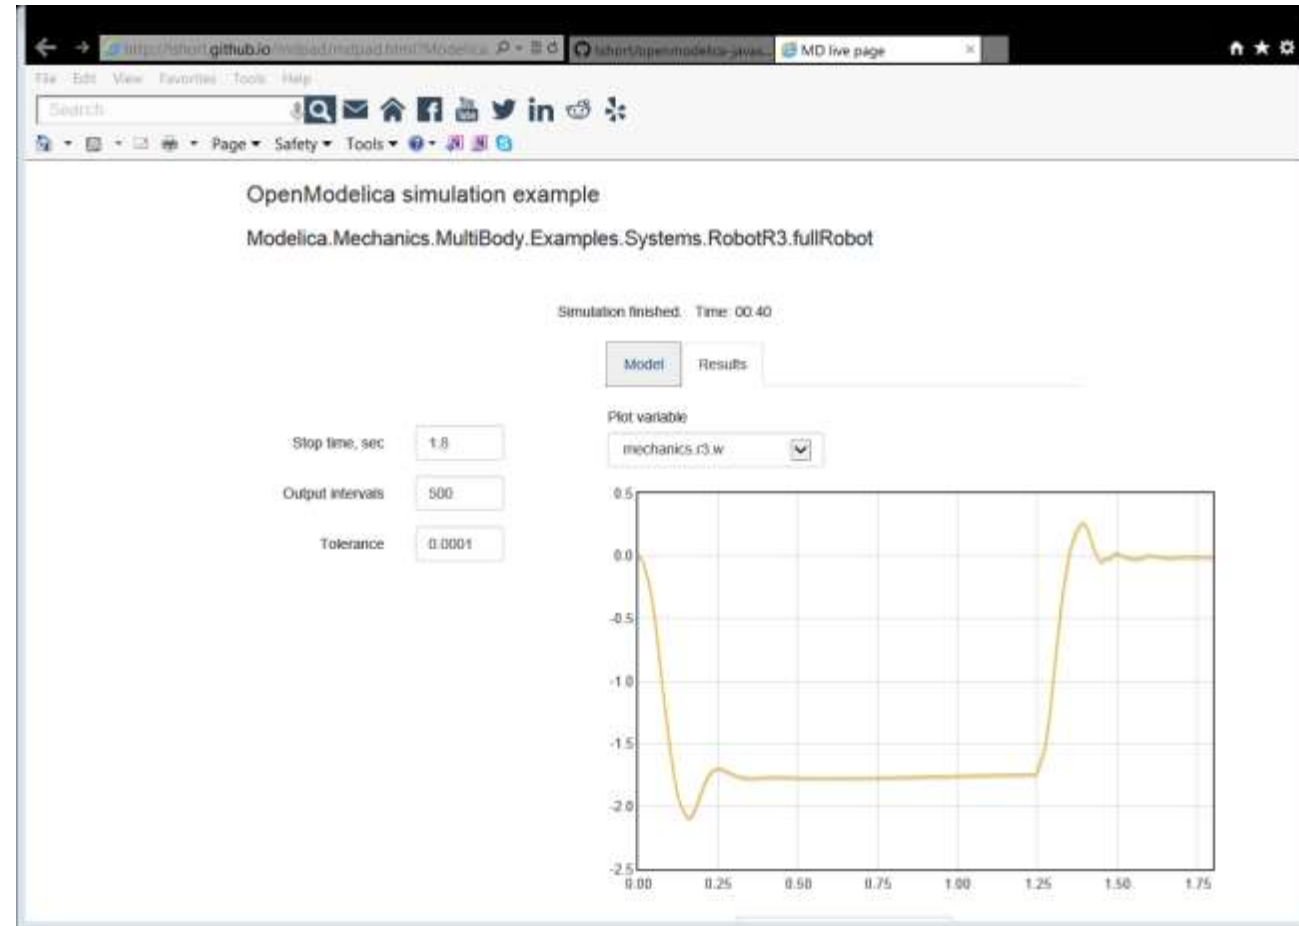 github.io
MD live page
File Edit View Favorites Tools Help
Search
Page Safety Tools
OpenModelica simulation example
Modelica.Mechanics.MultiBody.Examples.Systems.RobotR3.fullRobot
Simulation finished. Time: 00:40
Model Results
Plot variable
Stop time, sec 1.8
mechanics.r3.w
Output intervals 500
Tolerance 0.0001
0.5
0.0
-0.5
-1.0
-1.5
-2.0
-2.5
0.00 0.25 0.50 0.75 1.00 1.25 1.50 1.75